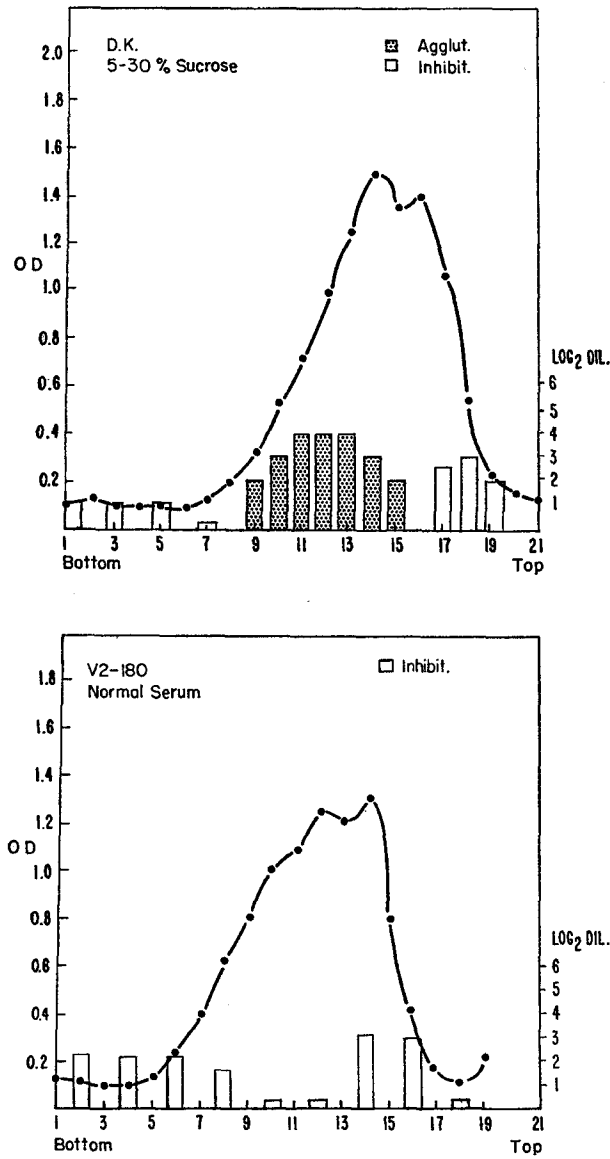 D.K.
5-30 % Sucrose
Agglut.
Inhibit.
2.0
1.8
1.6
1.4
1.2
OD
1.0
0.8
0.6
0.4
0.2
LOG₂ DIL.
6
5
4
3
2
1
1 3 5 7 9 11 13 15 17 19 21
Bottom Top
V2-180
Normal Serum
Inhibit.
1.8
1.6
1.4
1.2
OD
1.0
0.8
0.6
0.4
0.2
LOG₂ DIL.
6
5
4
3
2
1
1 3 5 7 9 11 13 15 17 19 21
Bottom Top